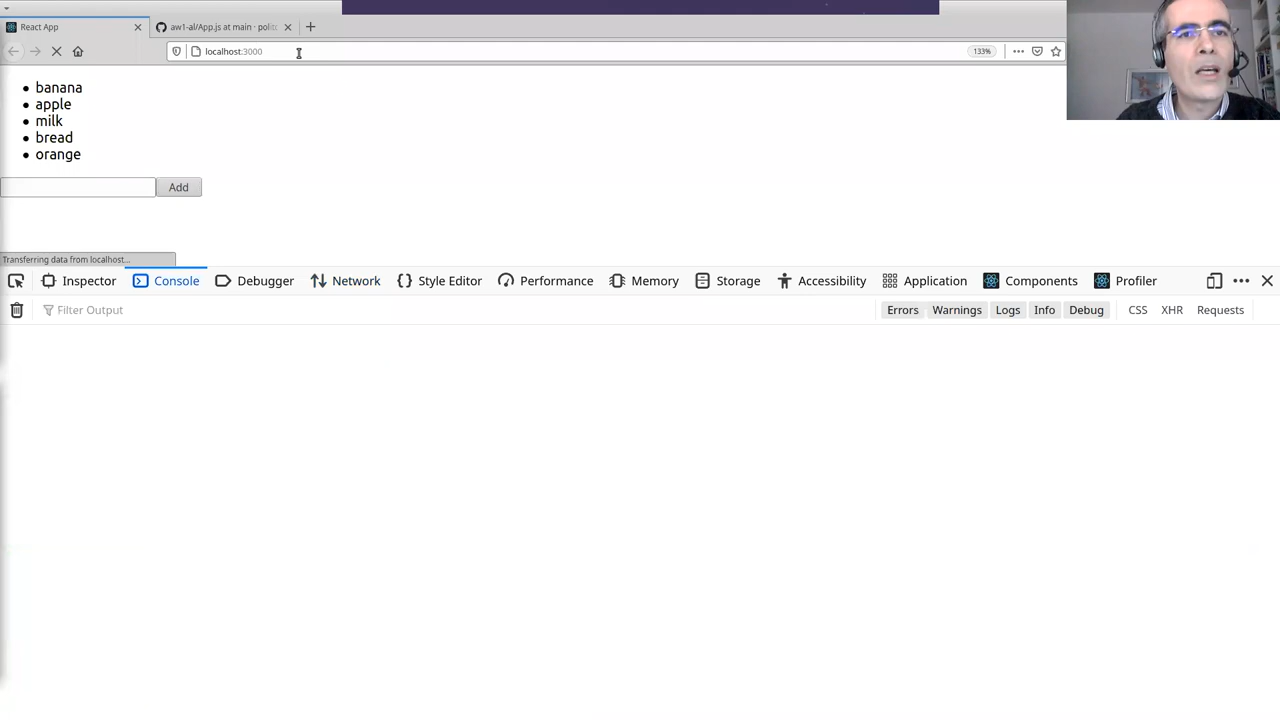 React App
aw1-al/App.js at main · polito
localhost:3000
133%
banana
apple
milk
bread
orange
Add
Transferring data from localhost...
Inspector Console Debugger Network Style Editor Performance Memory Storage Accessibility Application Components Profiler
Filter Output Errors Warnings Logs Info Debug CSS XHR Requests